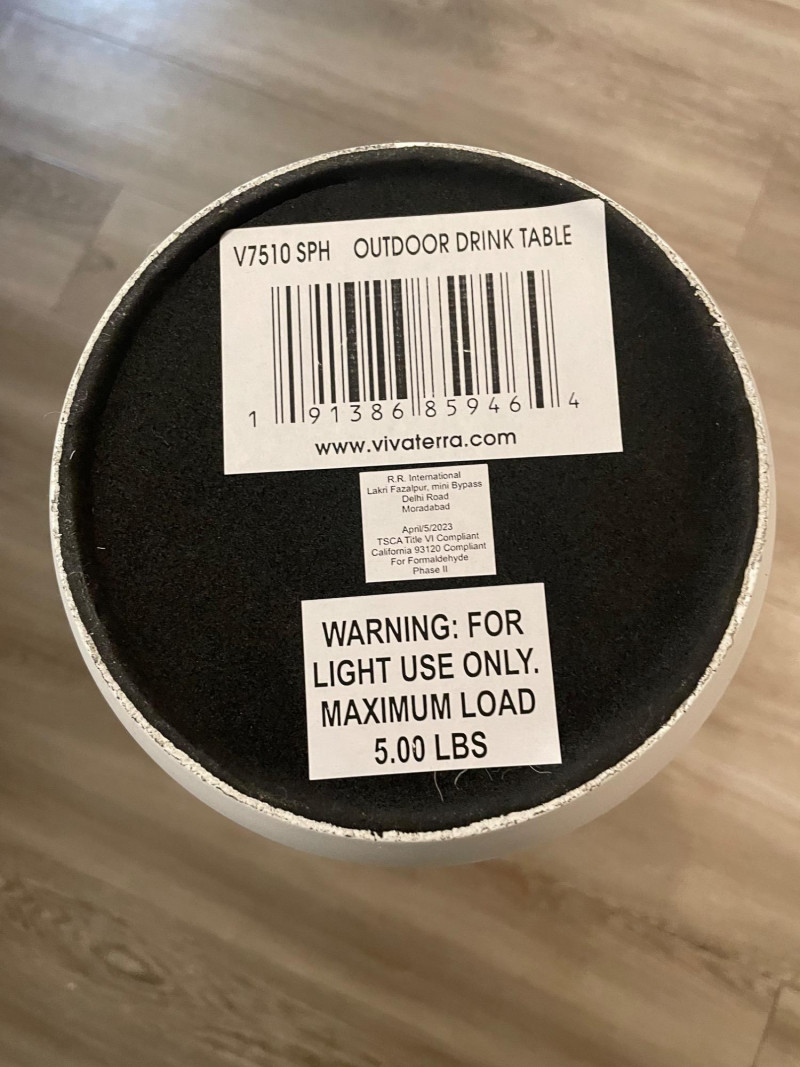 V7510 SPH OUTDOOR DRINK TABLE
1 91386 85946 4
www.vivaterra.com
R.R. International
Lakri Fazalpur, mini Bypass
Delhi Road
Moradabad
April/5/2023
TSCA Title VI Compliant
California 93120 Compliant
For Formaldehyde
Phase II
WARNING: FOR
LIGHT USE ONLY.
MAXIMUM LOAD
5.00 LBS